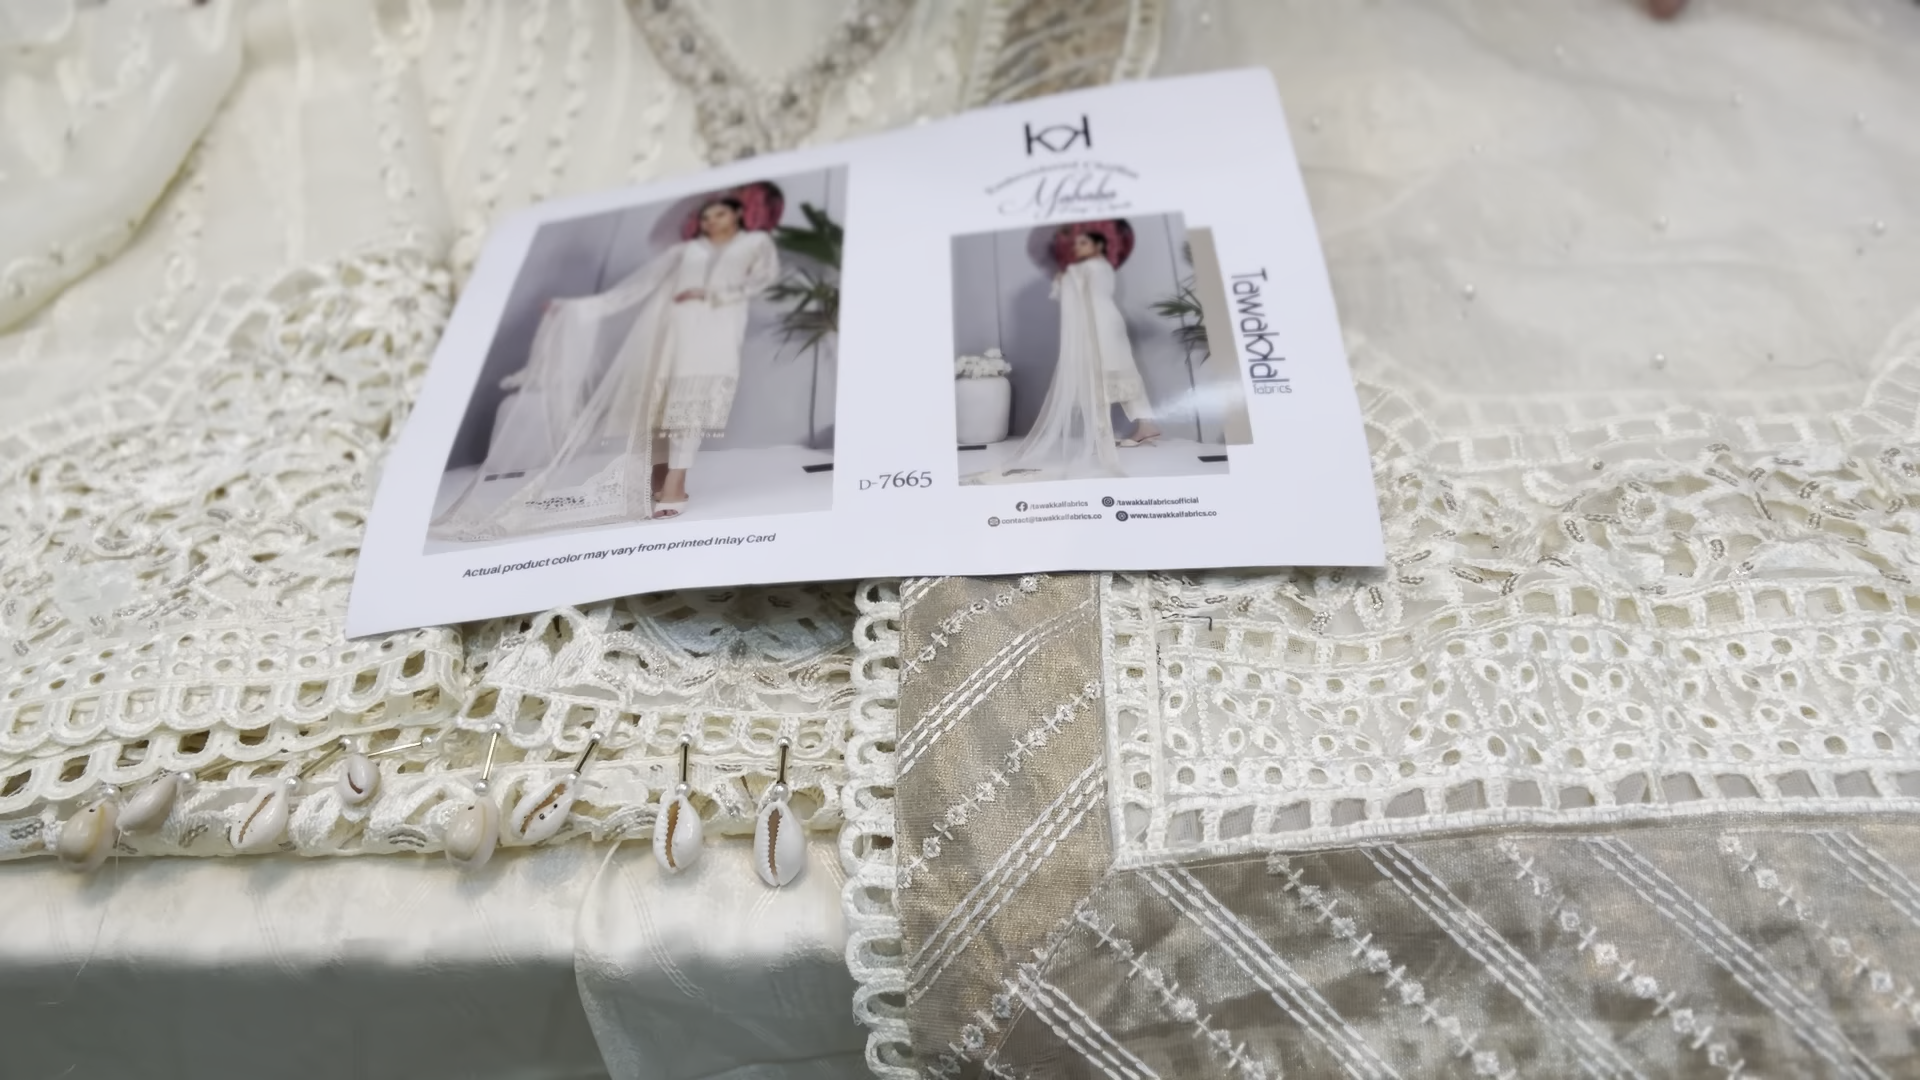 Actual product color may vary from printed Inlay Card
D-7665
Tawakkal
fabrics
/tawakkalfabrics
/tawakkalfabricsofficial
contact@tawakkalfabrics.co
www.tawakkalfabrics.co